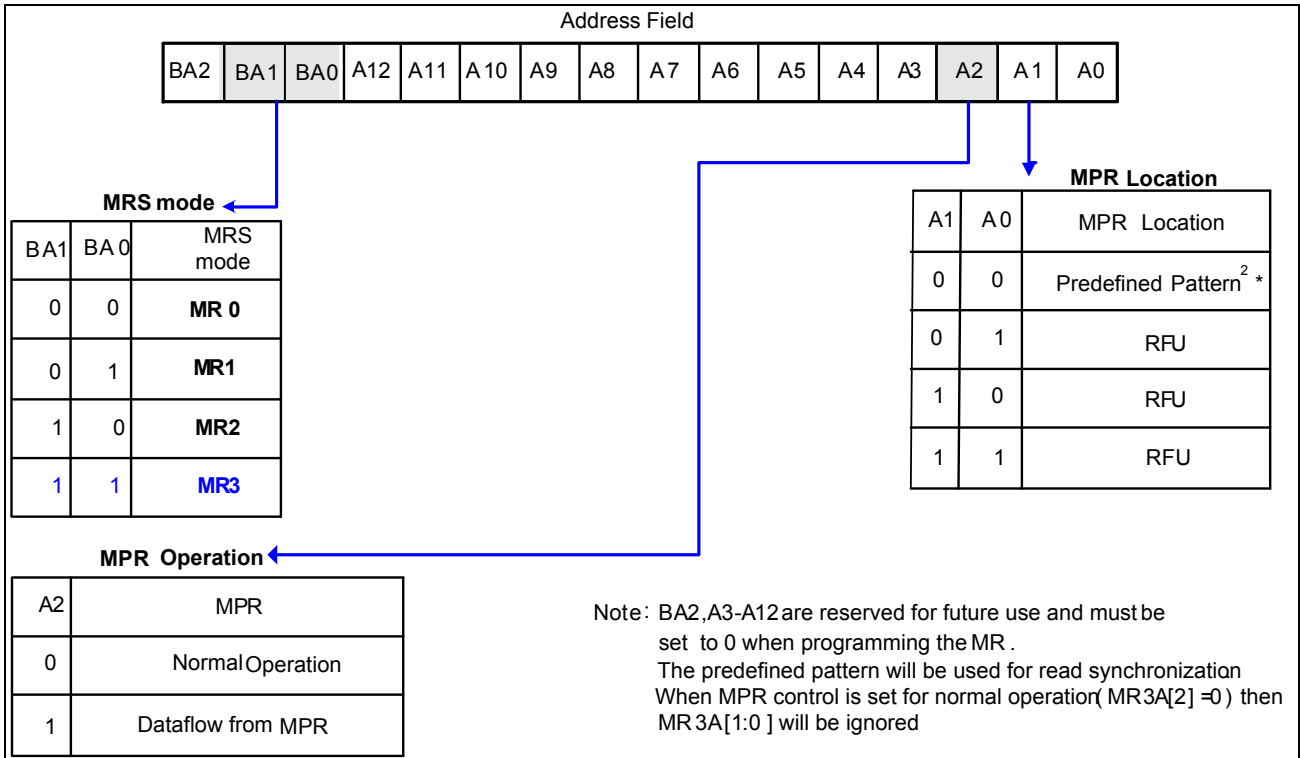 Address Field
BA2 BA1 BA0 A12 A11 A10 A9 A8 A7 A6 A5 A4 A3 A2 A1 A0
MRS mode
BA1 BA0 MRS mode
0 0 MR 0
0 1 MR1
1 0 MR2
1 1 MR3
MPR Location
A1 A0 MPR Location
0 0 Predefined Pattern2 *
0 1 RFU
1 0 RFU
1 1 RFU
MPR Operation
A2 MPR
0 Normal Operation
1 Dataflow from MPR
Note: BA2,A3-A12 are reserved for future use and must be
set to 0 when programming the MR .
The predefined pattern will be used for read synchronization
When MPR control is set for normal operation( MR3A[2] =0 ) then
MR3A[1:0 ] will be ignored